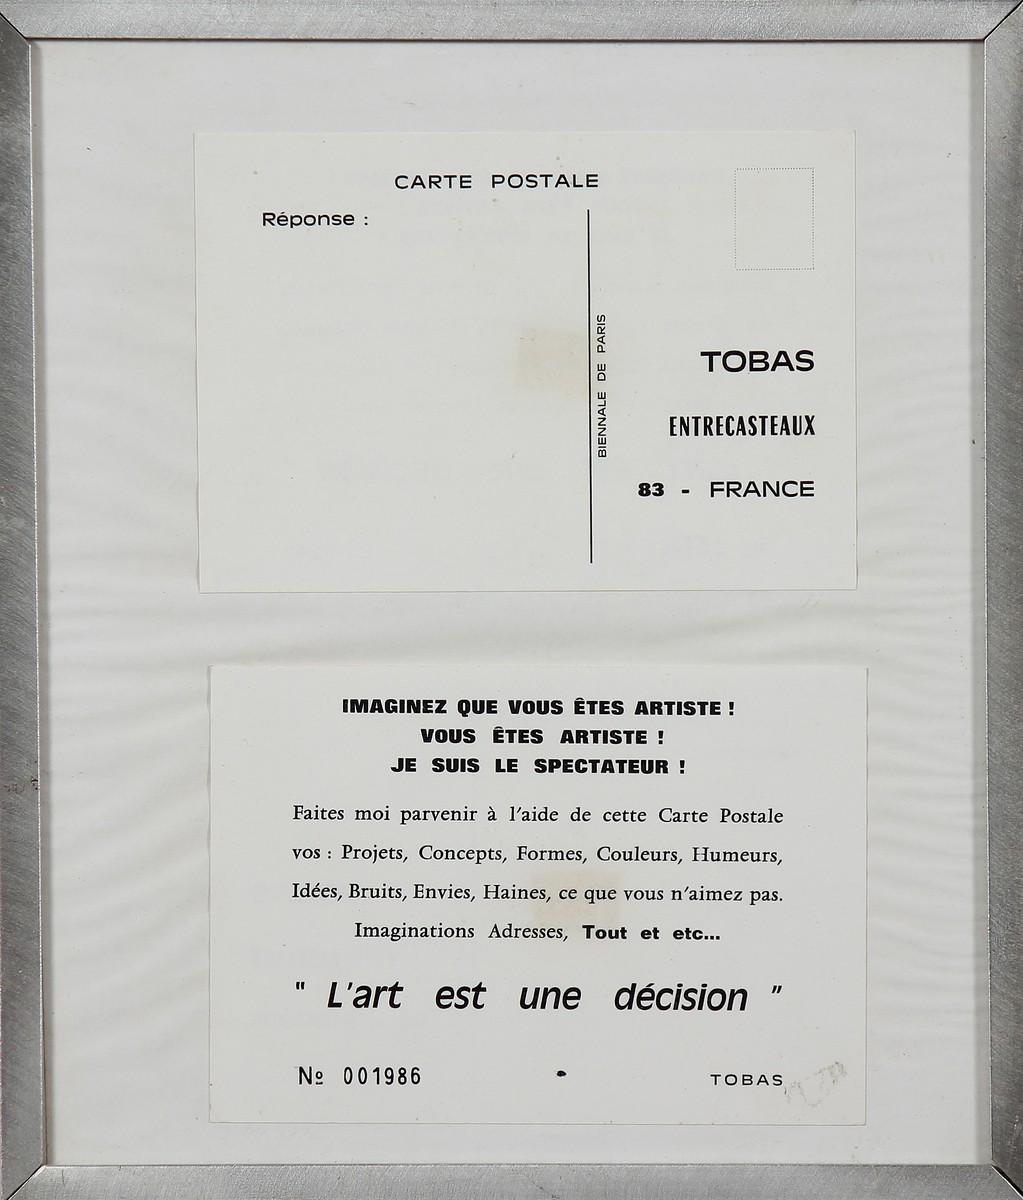 CARTE POSTALE
Réponse :
BIENNALE DE PARIS
TOBAS
ENTRECASTEAUX
83 - FRANCE
IMAGINEZ QUE VOUS ÊTES ARTISTE !
VOUS ÊTES ARTISTE !
JE SUIS LE SPECTATEUR !
Faites moi parvenir à l'aide de cette Carte Postale
vos : Projets, Concepts, Formes, Couleurs, Humeurs,
Idées, Bruits, Envies, Haines, ce que vous n'aimez pas.
Imaginations Adresses, Tout et etc...
" L'art est une décision "
Nº 001986
TOBAS